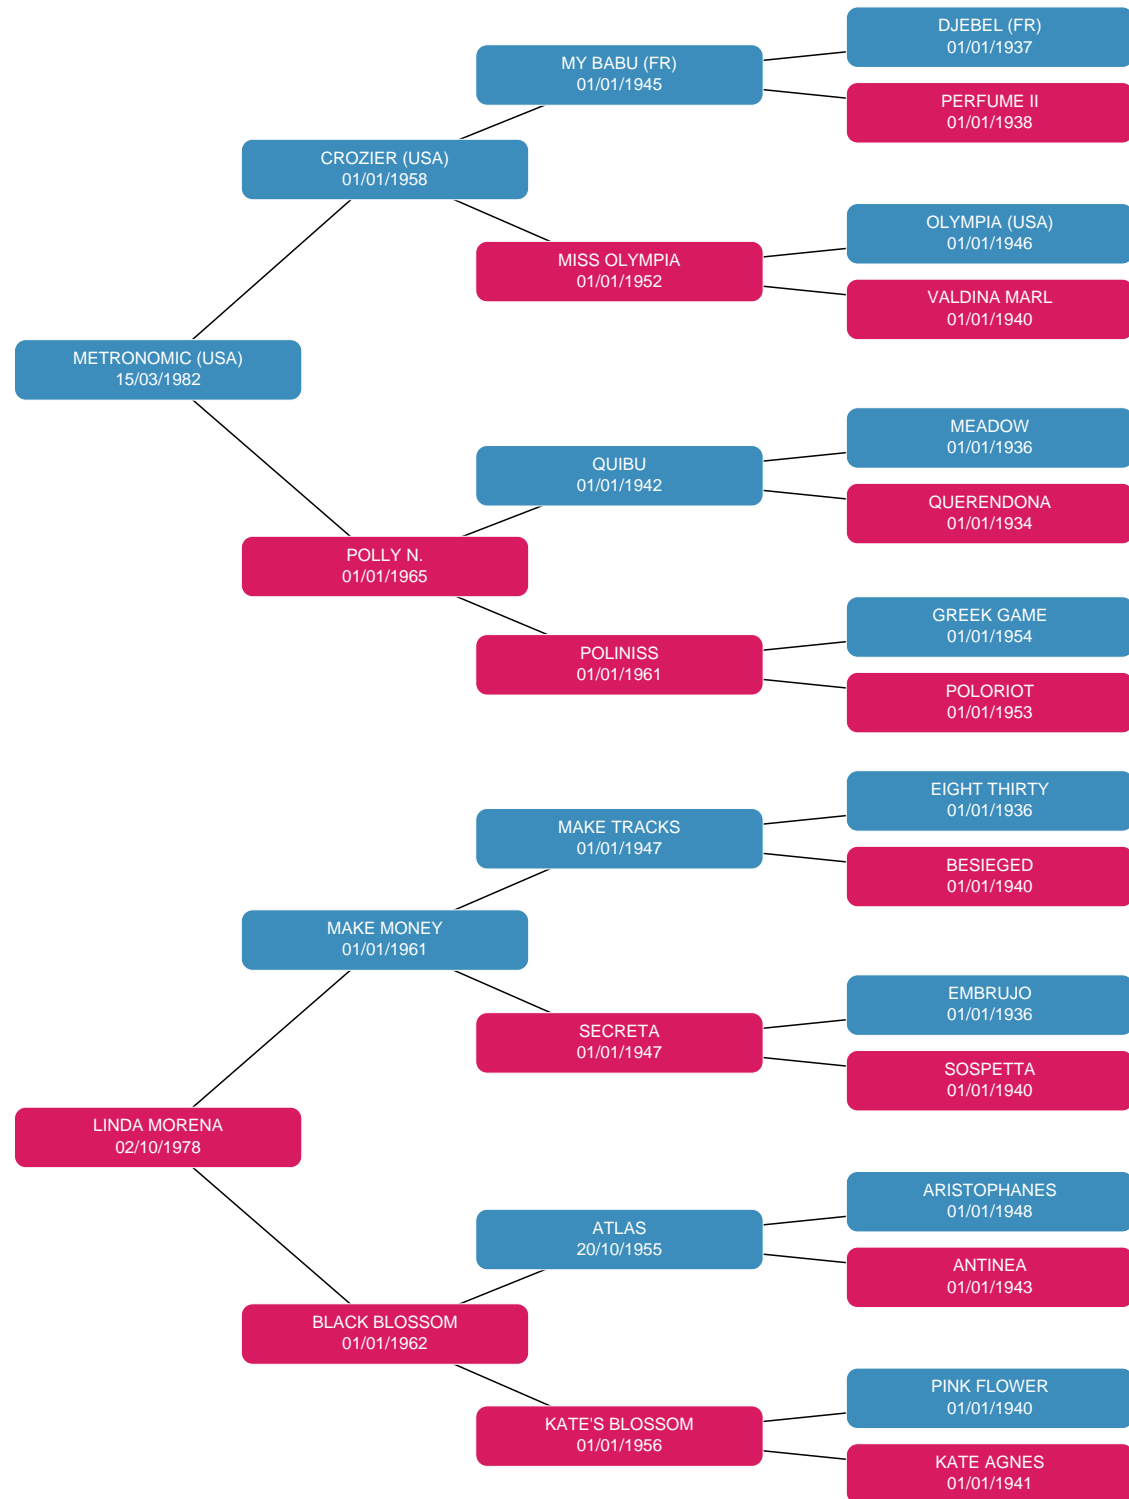 DJEBEL (FR)
01/01/1937
MY BABU (FR)
01/01/1945
PERFUME II
01/01/1938
CROZIER (USA)
01/01/1958
OLYMPIA (USA)
01/01/1946
MISS OLYMPIA
01/01/1952
VALDINA MARL
01/01/1940
METRONOMIC (USA)
15/03/1982
MEADOW
01/01/1936
QUIBU
01/01/1942
QUERENDONA
01/01/1934
POLLY N.
01/01/1965
GREEK GAME
01/01/1954
POLINISS
01/01/1961
POLORIOT
01/01/1953
EIGHT THIRTY
01/01/1936
MAKE TRACKS
01/01/1947
BESIEGED
01/01/1940
MAKE MONEY
01/01/1961
EMBRUJO
01/01/1936
SECRETA
01/01/1947
SOSPETTA
01/01/1940
LINDA MORENA
02/10/1978
ARISTOPHANES
01/01/1948
ATLAS
20/10/1955
ANTINEA
01/01/1943
BLACK BLOSSOM
01/01/1962
PINK FLOWER
01/01/1940
KATE'S BLOSSOM
01/01/1956
KATE AGNES
01/01/1941